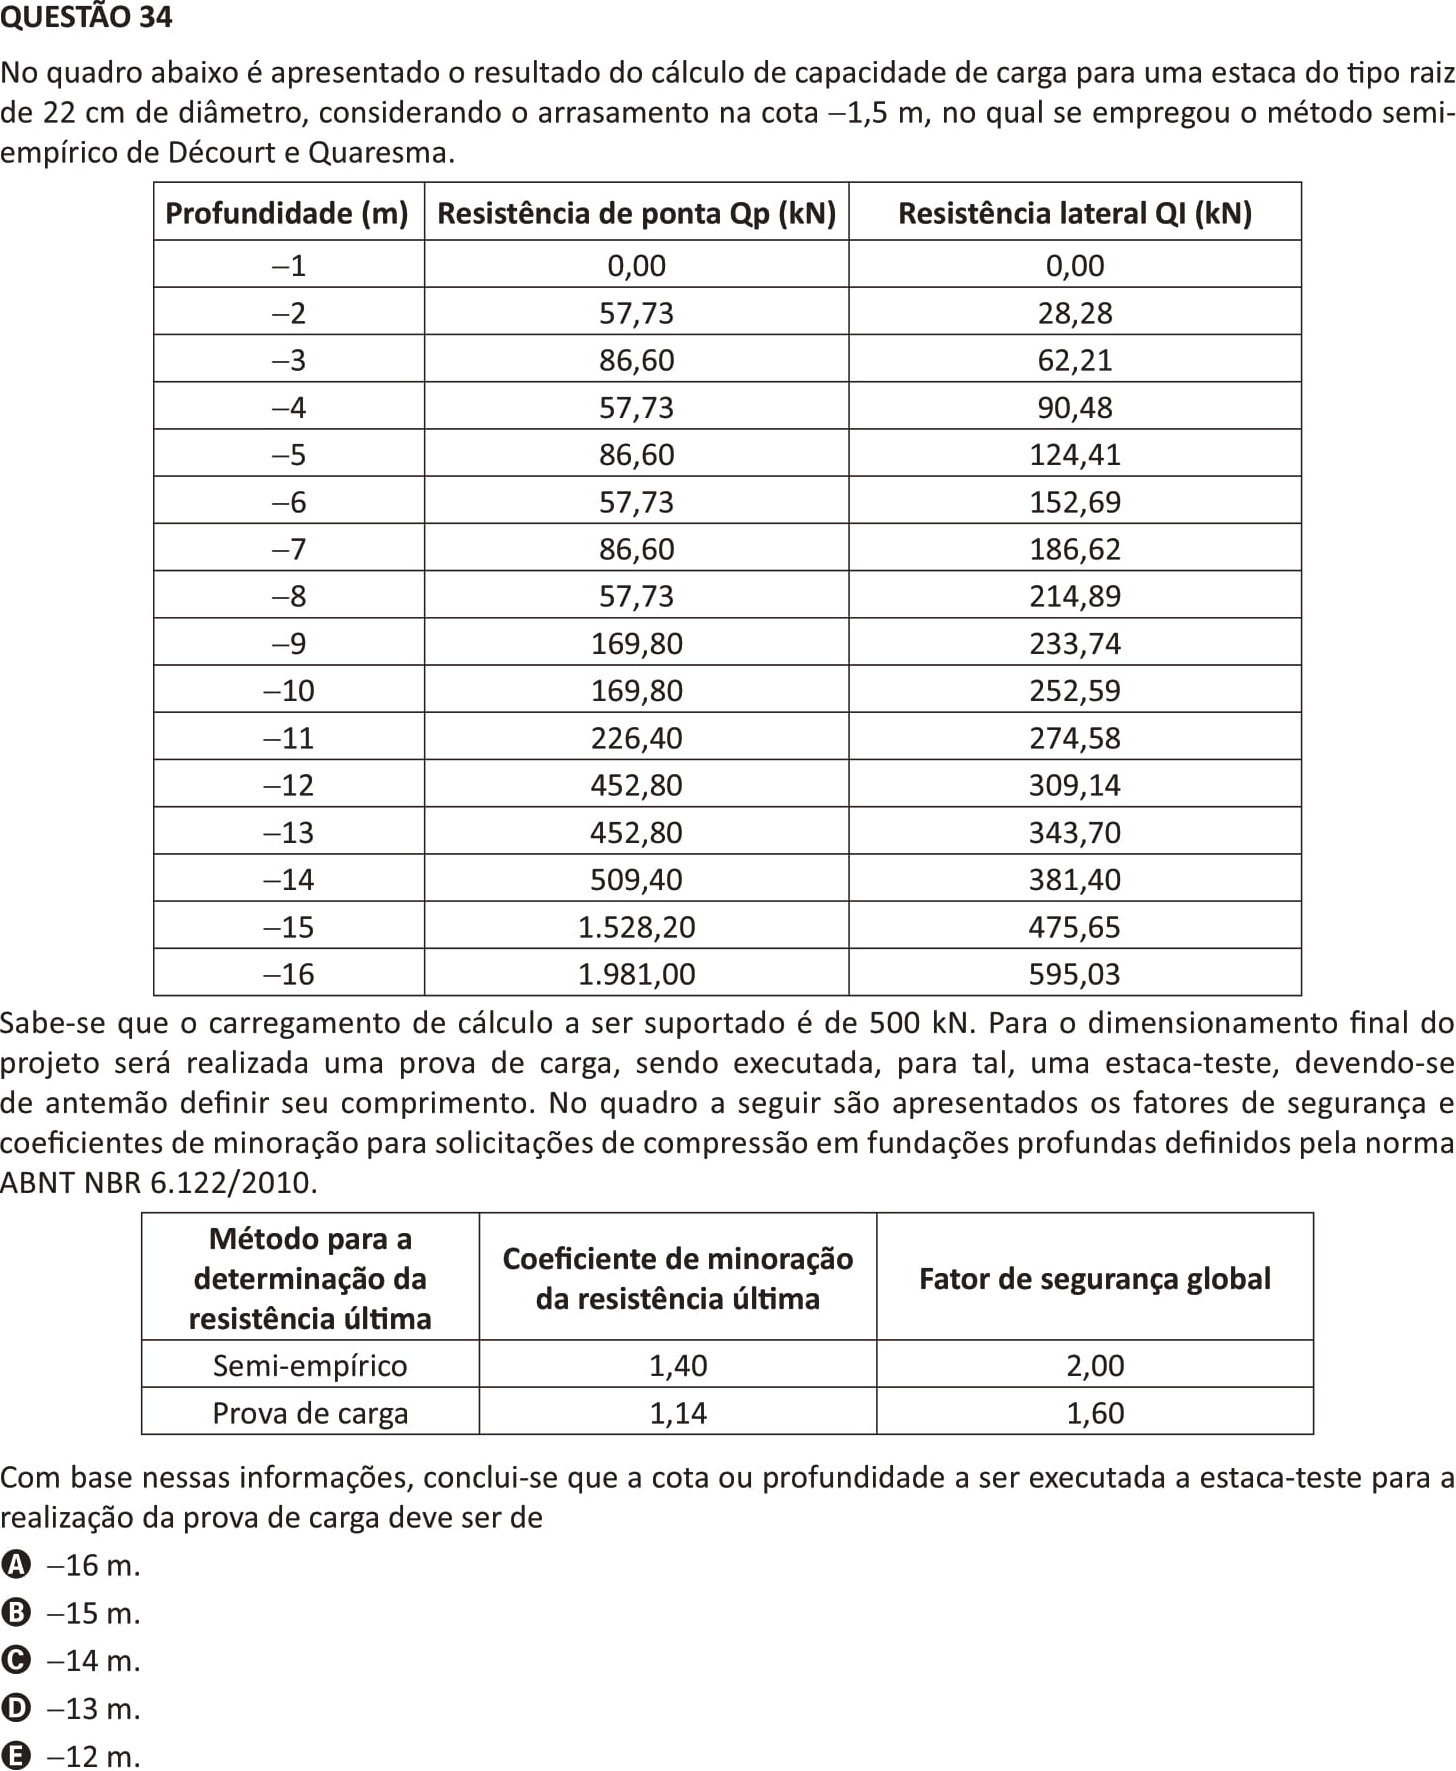 QUESTÃO 34
No quadro abaixo é apresentado o resultado do cálculo de capacidade de carga para uma estaca do tipo raiz
de 22 cm de diâmetro, considerando o arrasamento na cota –1,5 m, no qual se empregou o método semi-
empírico de Décourt e Quaresma.
Profundidade (m) Resistência de ponta Qp (kN) Resistência lateral Ql (kN)
–1 0,00 0,00
–2 57,73 28,28
–3 86,60 62,21
–4 57,73 90,48
–5 86,60 124,41
–6 57,73 152,69
–7 86,60 186,62
–8 57,73 214,89
–9 169,80 233,74
–10 169,80 252,59
–11 226,40 274,58
–12 452,80 309,14
–13 452,80 343,70
–14 509,40 381,40
–15 1.528,20 475,65
–16 1.981,00 595,03
Sabe-se que o carregamento de cálculo a ser suportado é de 500 kN. Para o dimensionamento final do
projeto será realizada uma prova de carga, sendo executada, para tal, uma estaca-teste, devendo-se
de antemão definir seu comprimento. No quadro a seguir são apresentados os fatores de segurança e
coeficientes de minoração para solicitações de compressão em fundações profundas definidos pela norma
ABNT NBR 6.122/2010.
Método para a
determinação da
resistência última
Coeficiente de minoração
da resistência última
Fator de segurança global
Semi-empírico 1,40 2,00
Prova de carga 1,14 1,60
Com base nessas informações, conclui-se que a cota ou profundidade a ser executada a estaca-teste para a
realização da prova de carga deve ser de
A –16 m.
B –15 m.
C –14 m.
D –13 m.
E –12 m.